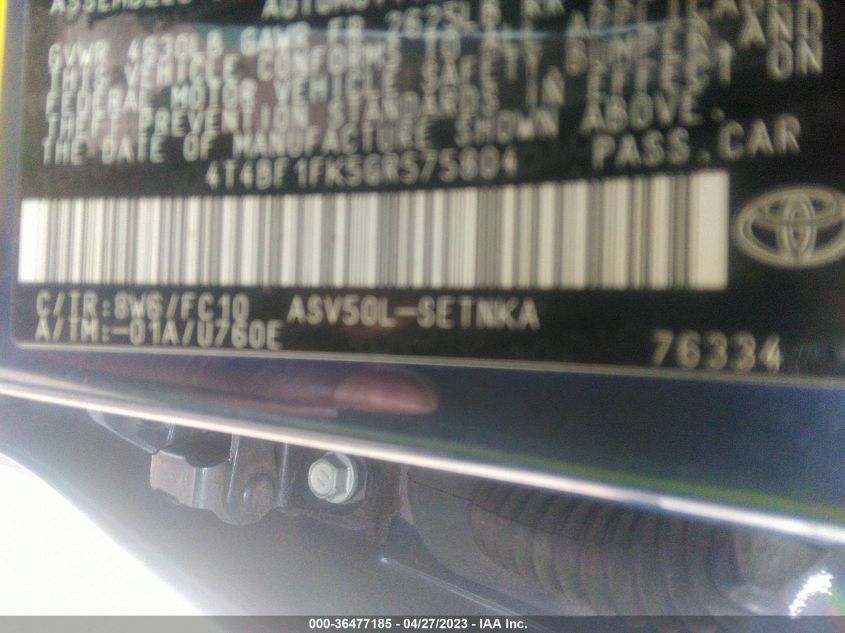 GVWR 4630LB GAWR FR 2625LB RR
THIS VEHICLE CONFORMS TO ALL APPLICABLE
FEDERAL MOTOR VEHICLE SAFETY, BUMPER, AND
THEFT PREVENTION STANDARDS IN EFFECT ON
THE DATE OF MANUFACTURE SHOWN ABOVE.
4T4BF1FK5GR575804 PASS.CAR
C/TR:8W6/FC10 ASV50L-SETNKA
A/TM:-01A/U760E 76334
000-36477185 - 04/27/2023 - IAA Inc.